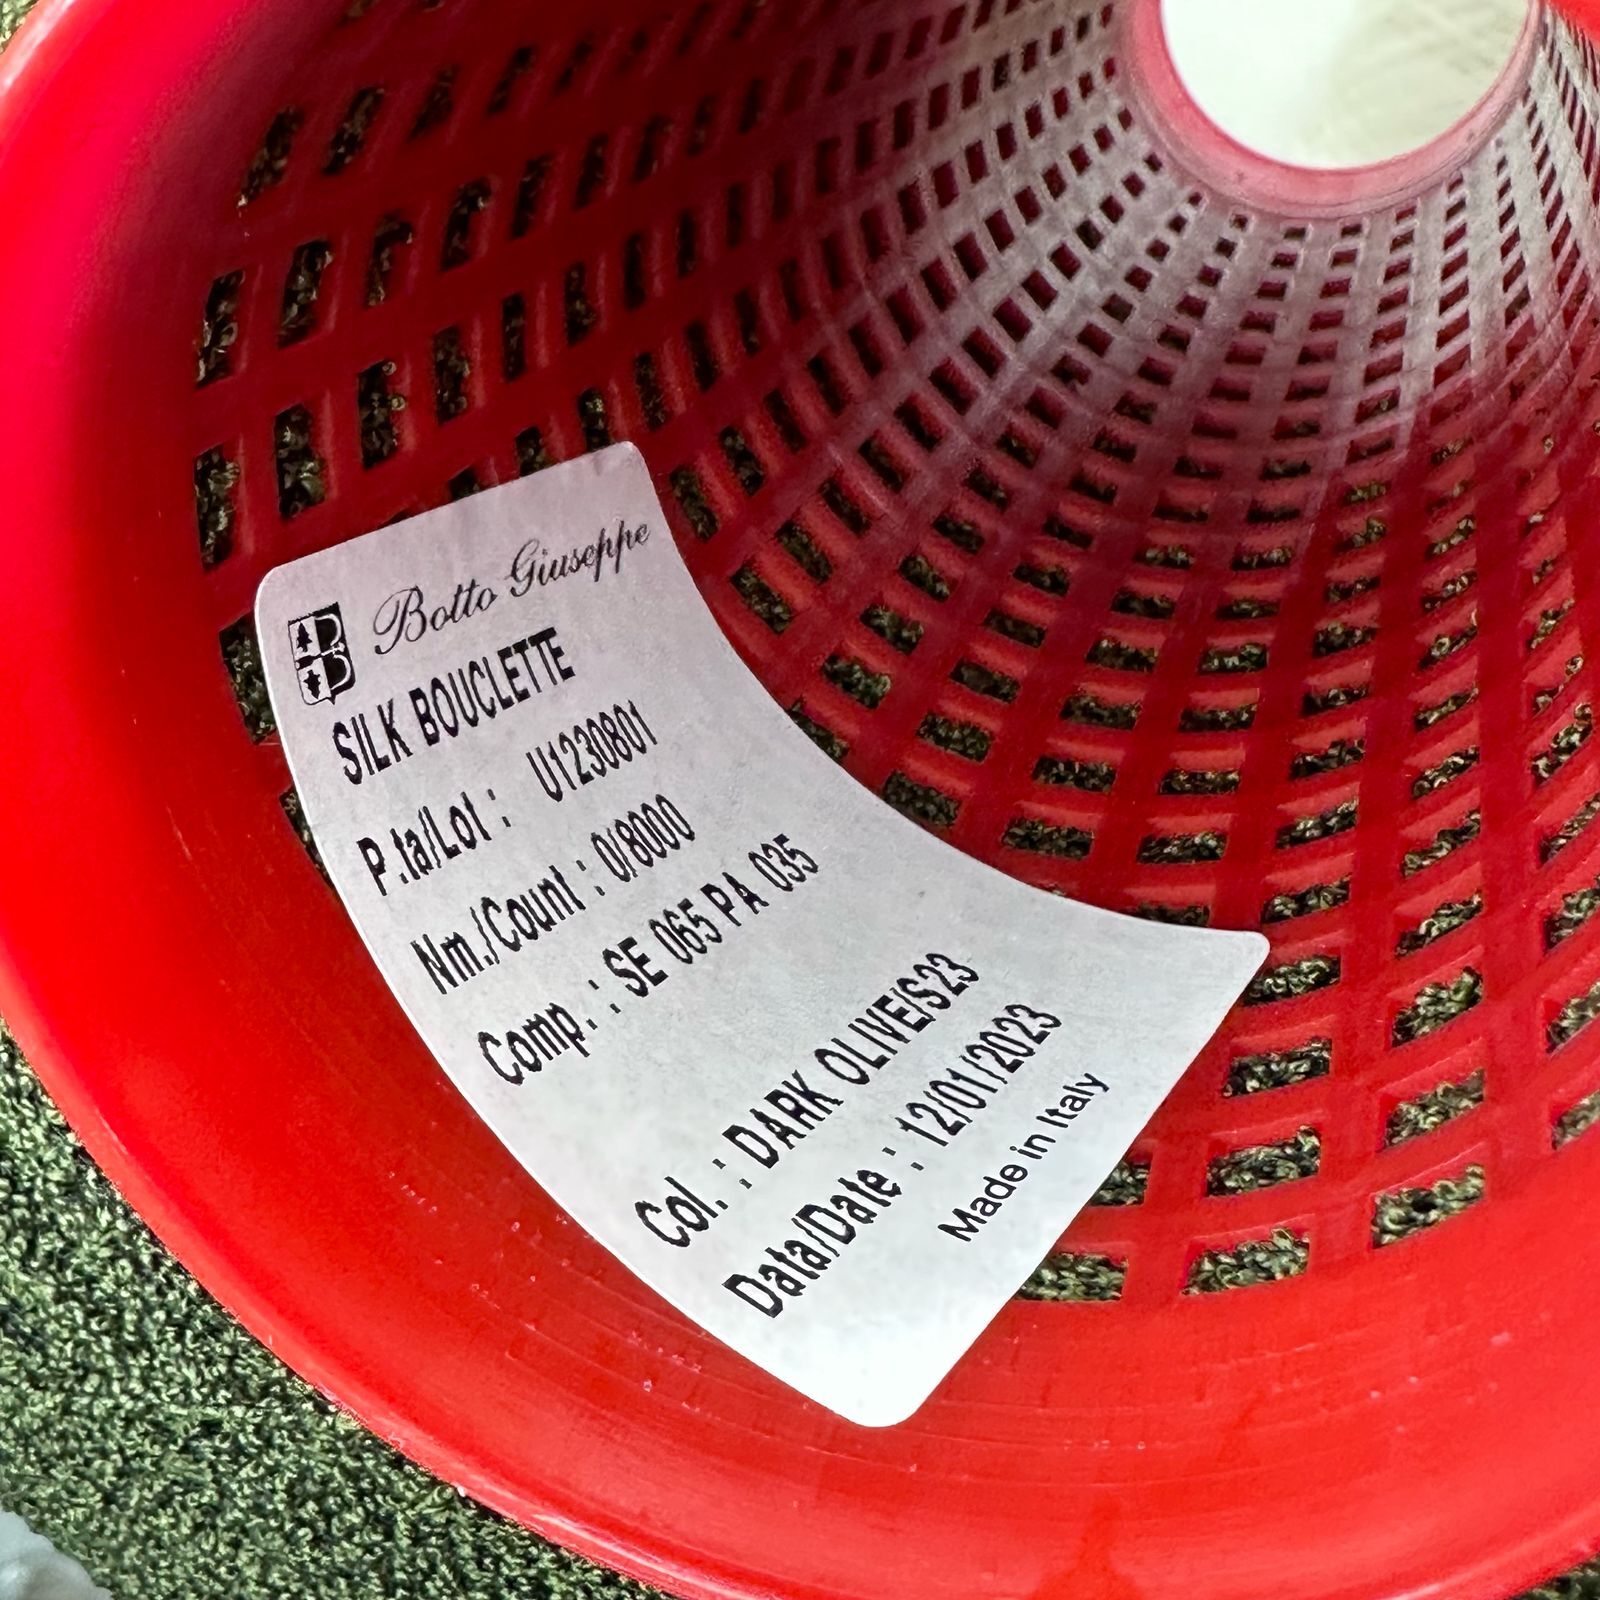 Botto Giuseppe
SILK BOUCLETTE
P.ta/Lot : U1230801
Nm./Count : 0/8000
Comp. : SE 065 PA 035
Col. : DARK OLIVE/S23
Data/Date : 12/01/2023
Made in Italy